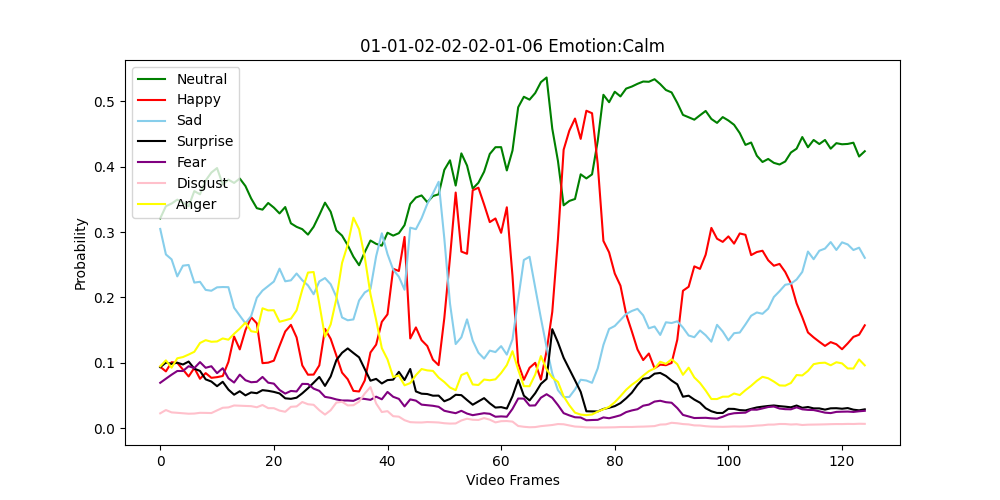 01-01-02-02-02-01-06 Emotion:Calm
Neutral
Happy
Sad
Surprise
Fear
Disgust
Anger
Probability
0.5
0.4
0.3
0.2
0.1
0.0
0 20 40 60 80 100 120
Video Frames